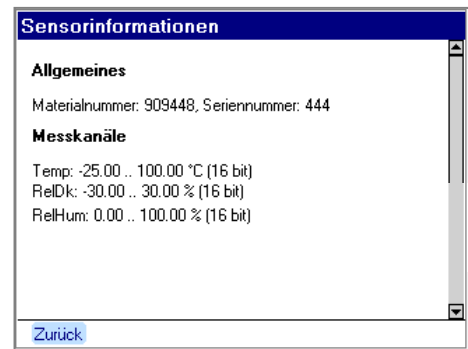 Sensorinformationen
Allgemeines
Materialnummer: 909448, Seriennummer: 444
Messkanäle
Temp: -25.00 .. 100.00 °C (16 bit)
RelDk: -30.00 .. 30.00 % (16 bit)
RelHum: 0.00 .. 100.00 % (16 bit)
Zurück